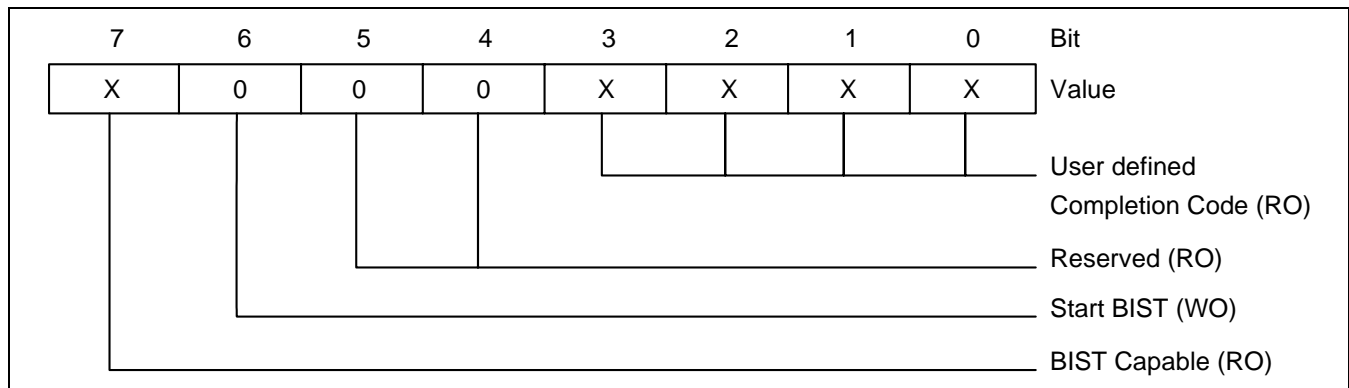 7 6 5 4 3 2 1 0 Bit
X 0 0 0 X X X X Value
User defined
Completion Code (RO)
Reserved (RO)
Start BIST (WO)
BIST Capable (RO)